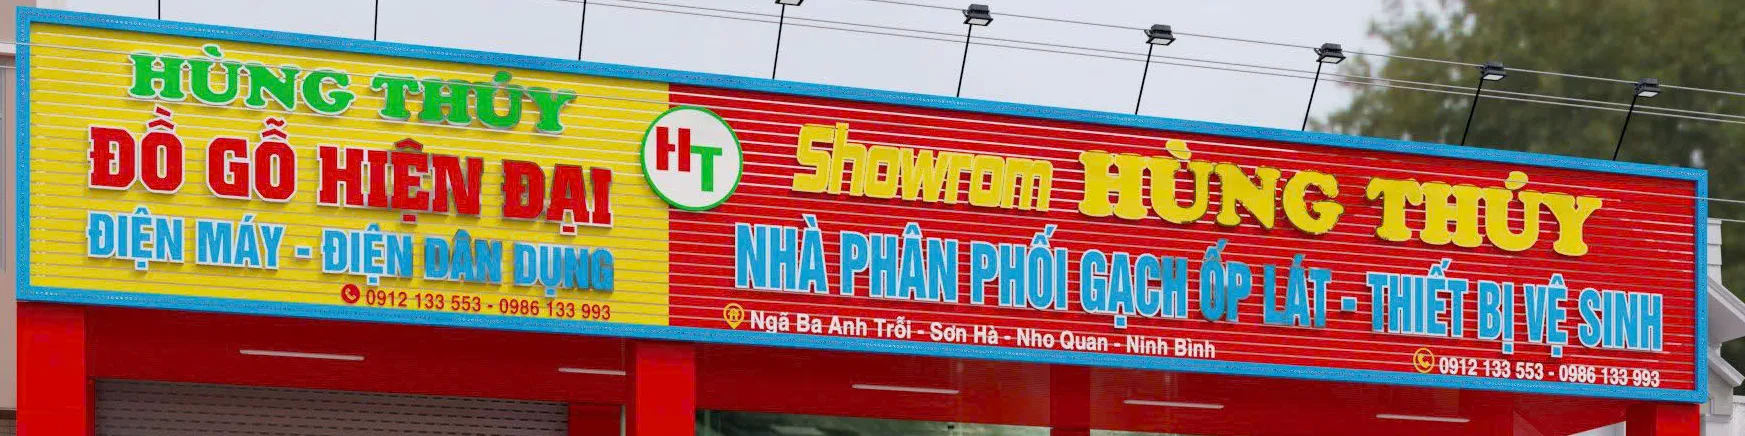 HÙNG THÚY
ĐỒ GỖ HIỆN ĐẠI
ĐIỆN MÁY - ĐIỆN DÂN DỤNG
0912 133 553 - 0986 133 993
HT
Showrom HÙNG THÚY
NHÀ PHÂN PHỐI GẠCH ỐP LÁT - THIẾT BỊ VỆ SINH
Ngã Ba Anh Trỗi - Sơn Hà - Nho Quan - Ninh Bình
0912 133 553 - 0986 133 993